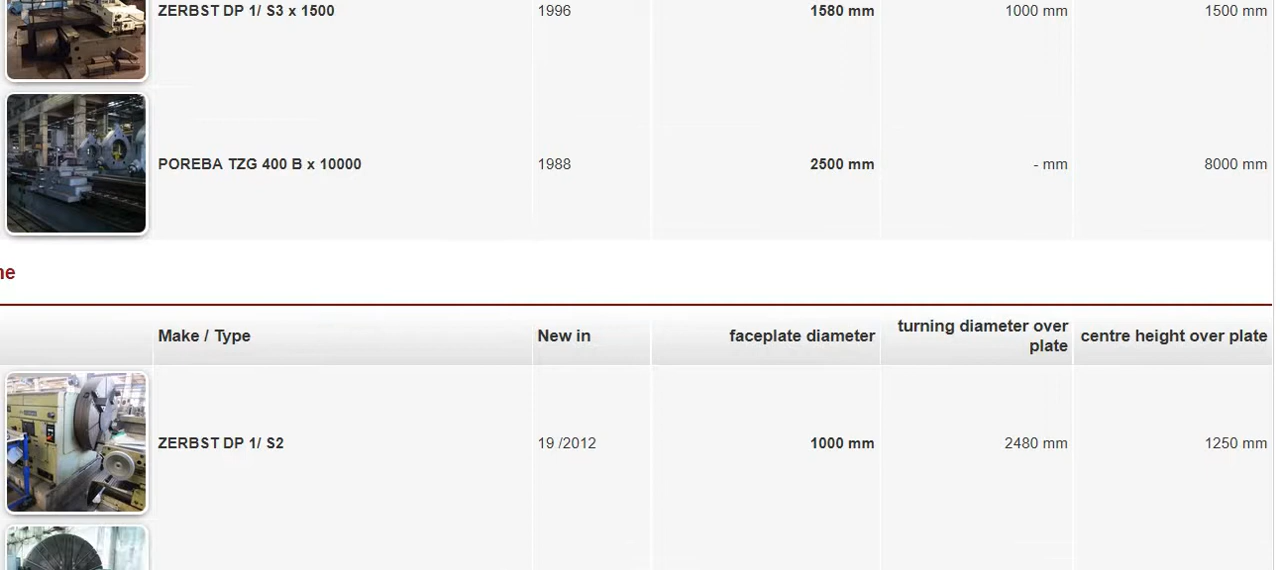 ZERBST DP 1/ S3 x 1500 1996 1580 mm 1000 mm 1500 mm
POREBA TZG 400 B x 10000 1988 2500 mm - mm 8000 mm
ne
Make / Type New in faceplate diameter turning diameter over plate centre height over plate
ZERBST DP 1/ S2 19 /2012 1000 mm 2480 mm 1250 mm